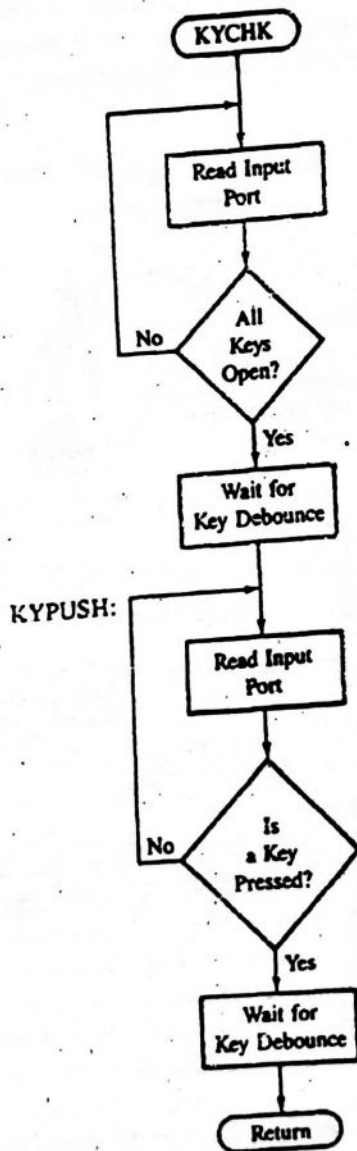 KYCHK
Read Input
Port
All
Keys
Open?
No
Yes
Wait for
Key Debounce
KYPUSH:
Read Input
Port
Is
a Key
Pressed?
No
Yes
Wait for
Key Debounce
Return